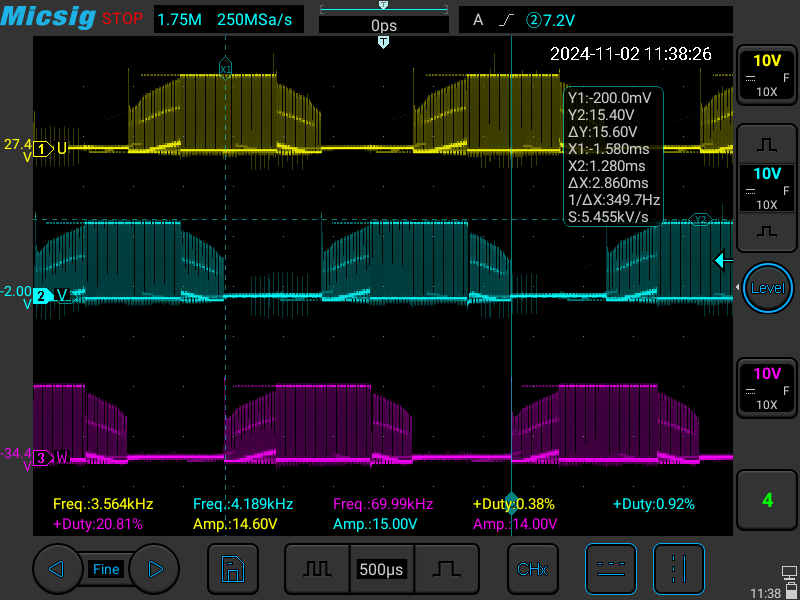 Micsig STOP 1.75M 250MSa/s 0ps A ②7.2V
T
2024-11-02 11:38:26
10V
F
10X
X1
Y1:-200.0mV
Y2:15.40V
ΔY:15.60V
X1:-1.580ms
X2:1.280ms
ΔX:2.860ms
1/ΔX:349.7Hz
S:5.455kV/s
27.4
V
1 U
10V
F
10X
Y2
-2.00
V
2 V
Level
10V
F
10X
-34.4
V
3 W
Freq.:3.564kHz Freq.:4.189kHz Freq.:69.99kHz +Duty:0.38% +Duty:0.92%
+Duty:20.81% Amp.:14.60V Amp.:15.00V Amp.:14.00V
4
Fine 500µs CHx
11:38